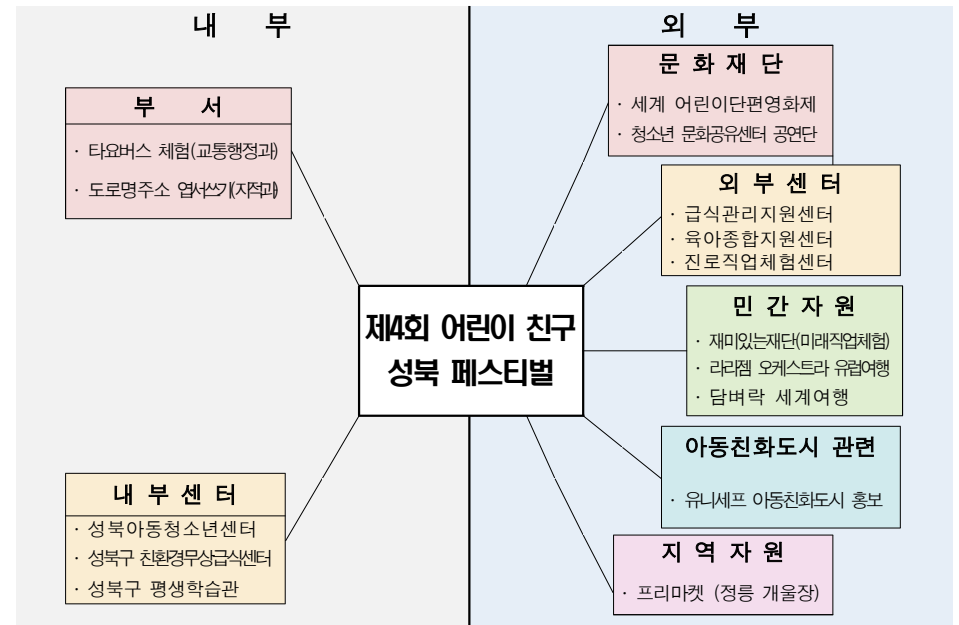 내 부
부 서
· 타요버스 체험(교통행정과)
· 도로명주소 엽서쓰기(지적과)
내부센터
· 성북아동청소년센터
· 성북구 친환경무상급식센터
· 성북구 평생학습관
제4회 어린이 친구
성북 페스티벌
외 부
문화재단
· 세계 어린이단편영화제
· 청소년 문화공유센터 공연단
외부센터
· 급식관리지원센터
· 육아종합지원센터
· 진로직업체험센터
민간자원
· 재미있는재단(미래직업체험)
· 라리젬 오케스트라 유럽여행
· 담벼락 세계여행
아동친화도시 관련
· 유니세프 아동친화도시 홍보
지역자원
· 프리마켓 (정릉 개울장)